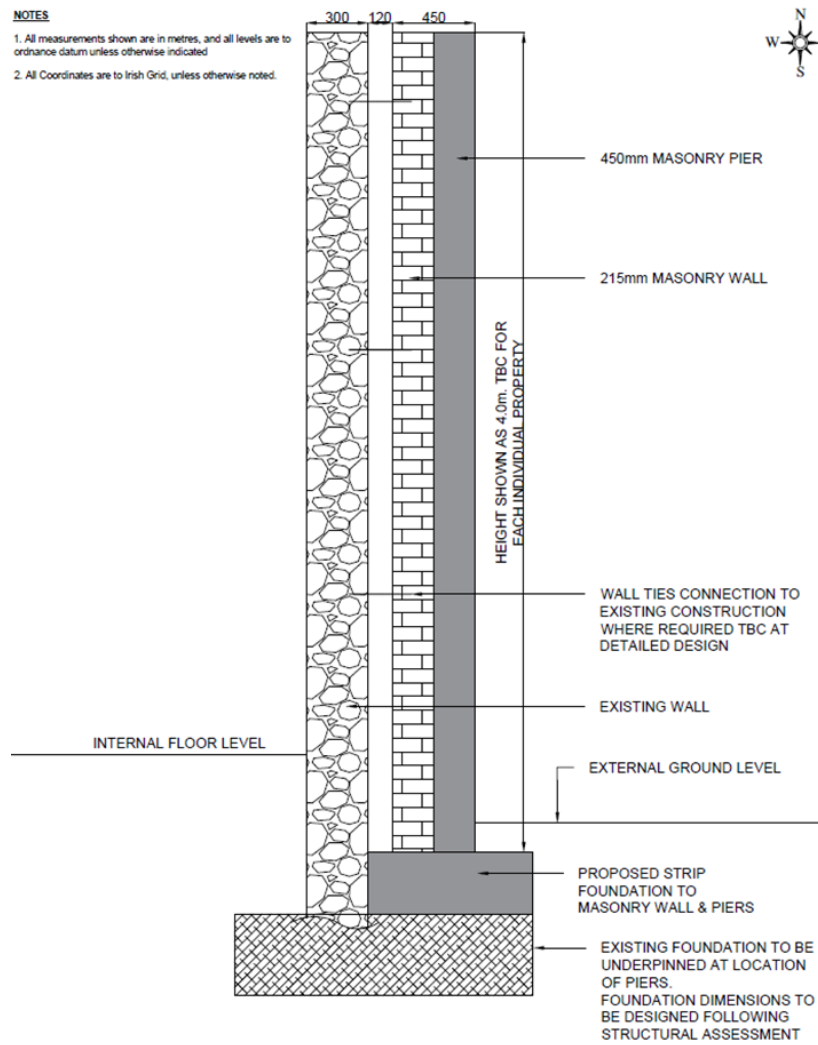 NOTES
1. All measurements shown are in metres, and all levels are to
ordnance datum unless otherwise indicated
2. All Coordinates are to Irish Grid, unless otherwise noted.
300
120
450
N
W
S
450mm MASONRY PIER
215mm MASONRY WALL
HEIGHT SHOWN AS 4.0m. TBC FOR
EACH INDIVIDUAL PROPERTY
WALL TIES CONNECTION TO
EXISTING CONSTRUCTION
WHERE REQUIRED TBC AT
DETAILED DESIGN
EXISTING WALL
INTERNAL FLOOR LEVEL
EXTERNAL GROUND LEVEL
PROPOSED STRIP
FOUNDATION TO
MASONRY WALL & PIERS
EXISTING FOUNDATION TO BE
UNDERPINNED AT LOCATION
OF PIERS.
FOUNDATION DIMENSIONS TO
BE DESIGNED FOLLOWING
STRUCTURAL ASSESSMENT